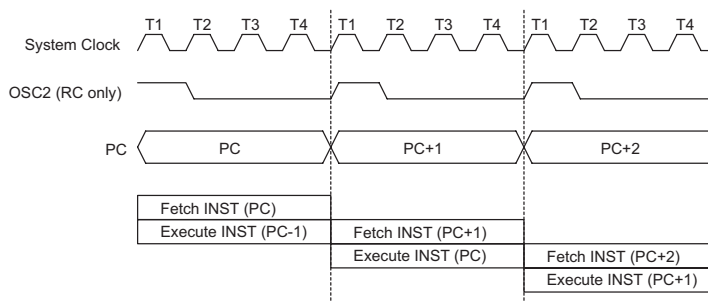 T1 T2 T3 T4 T1 T2 T3 T4 T1 T2 T3 T4
System Clock
OSC2 (RC only)
PC PC PC+1 PC+2
Fetch INST (PC)
Execute INST (PC-1) Fetch INST (PC+1)
Execute INST (PC) Fetch INST (PC+2)
Execute INST (PC+1)